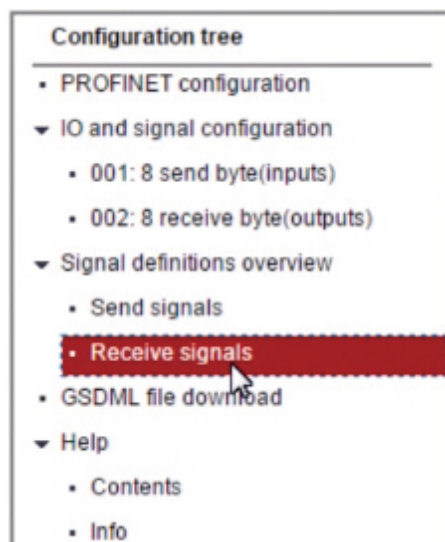 Configuration tree
PROFINET configuration
IO and signal configuration
001: 8 send byte(inputs)
002: 8 receive byte(outputs)
Signal definitions overview
Send signals
Receive signals
GSDML file download
Help
Contents
Info